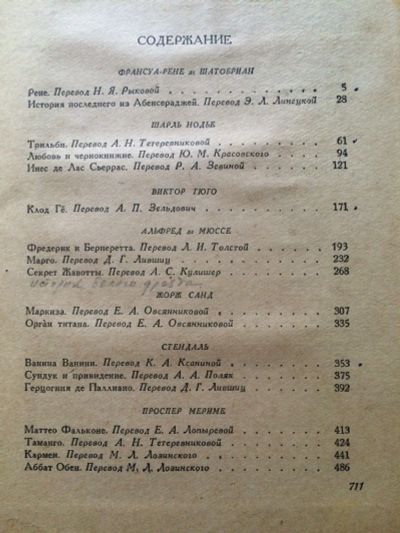 СОДЕРЖАНИЕ
ФРАНСУА-РЕНЕ де ШАТОБРИАН
Рене. Перевод Н. Я. Рыковой . . . . . . . . . . 5
История последнего из Абенсераджей. Перевод Э. Л. Линецкой . 28
ШАРЛЬ НОДЬЕ
Трильби. Перевод А. Н. Тетеревниковой . . . . . . . . 61
Любовь и чернокнижие. Перевод Ю. М. Красовского . . . . 94
Инес де Лас Сьеррас. Перевод Р. А. Зевиной . . . . . . 121
ВИКТОР ГЮГО
Клод Гё. Перевод А. П. Зельдович . . . . . . . . . 171
АЛЬФРЕД де МЮССЕ
Фредерик и Бернеретта. Перевод Л. И. Толстой . . . . . 193
Марго. Перевод Д. Г. Лившиц . . . . . . . . . . 232
Секрет Жавотты. Перевод А. С. Кулишер . . . . . . . 268
история белого дрозда
ЖОРЖ САНД
Маркиза. Перевод Е. А. Овсянниковой . . . . . . . . 307
Орган титана. Перевод Е. А. Овсянниковой . . . . . . . 335
СТЕНДАЛЬ
Ванина Ванини. Перевод К. А. Ксаниной . . . . . . . 353
Сундук и привидение. Перевод А. А. Поляк . . . . . . 375
Герцогиня де Паллиано. Перевод Д. Г. Лившиц . . . . . 392
ПРОСПЕР МЕРИМЕ
Маттео Фальконе. Перевод Е. А. Лопыревой . . . . . . 413
Таманго. Перевод А. Н. Тетеревниковой . . . . . . . 424
Кармен. Перевод М. Л. Лозинского . . . . . . . . . 441
Аббат Обен. Перевод М. Л. Лозинского . . . . . . . . 486
711